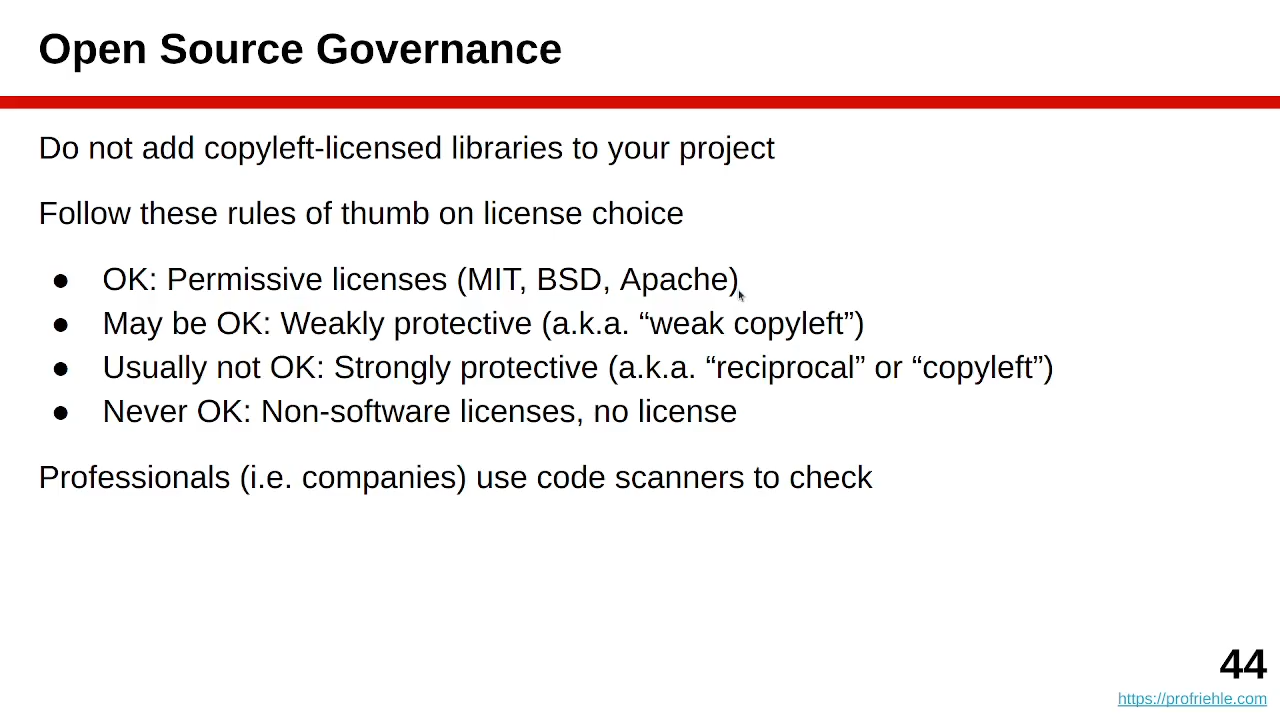 Open Source Governance
Do not add copyleft-licensed libraries to your project
Follow these rules of thumb on license choice
● OK: Permissive licenses (MIT, BSD, Apache)
● May be OK: Weakly protective (a.k.a. “weak copyleft”)
● Usually not OK: Strongly protective (a.k.a. “reciprocal” or “copyleft”)
● Never OK: Non-software licenses, no license
Professionals (i.e. companies) use code scanners to check
44
https://profriehle.com